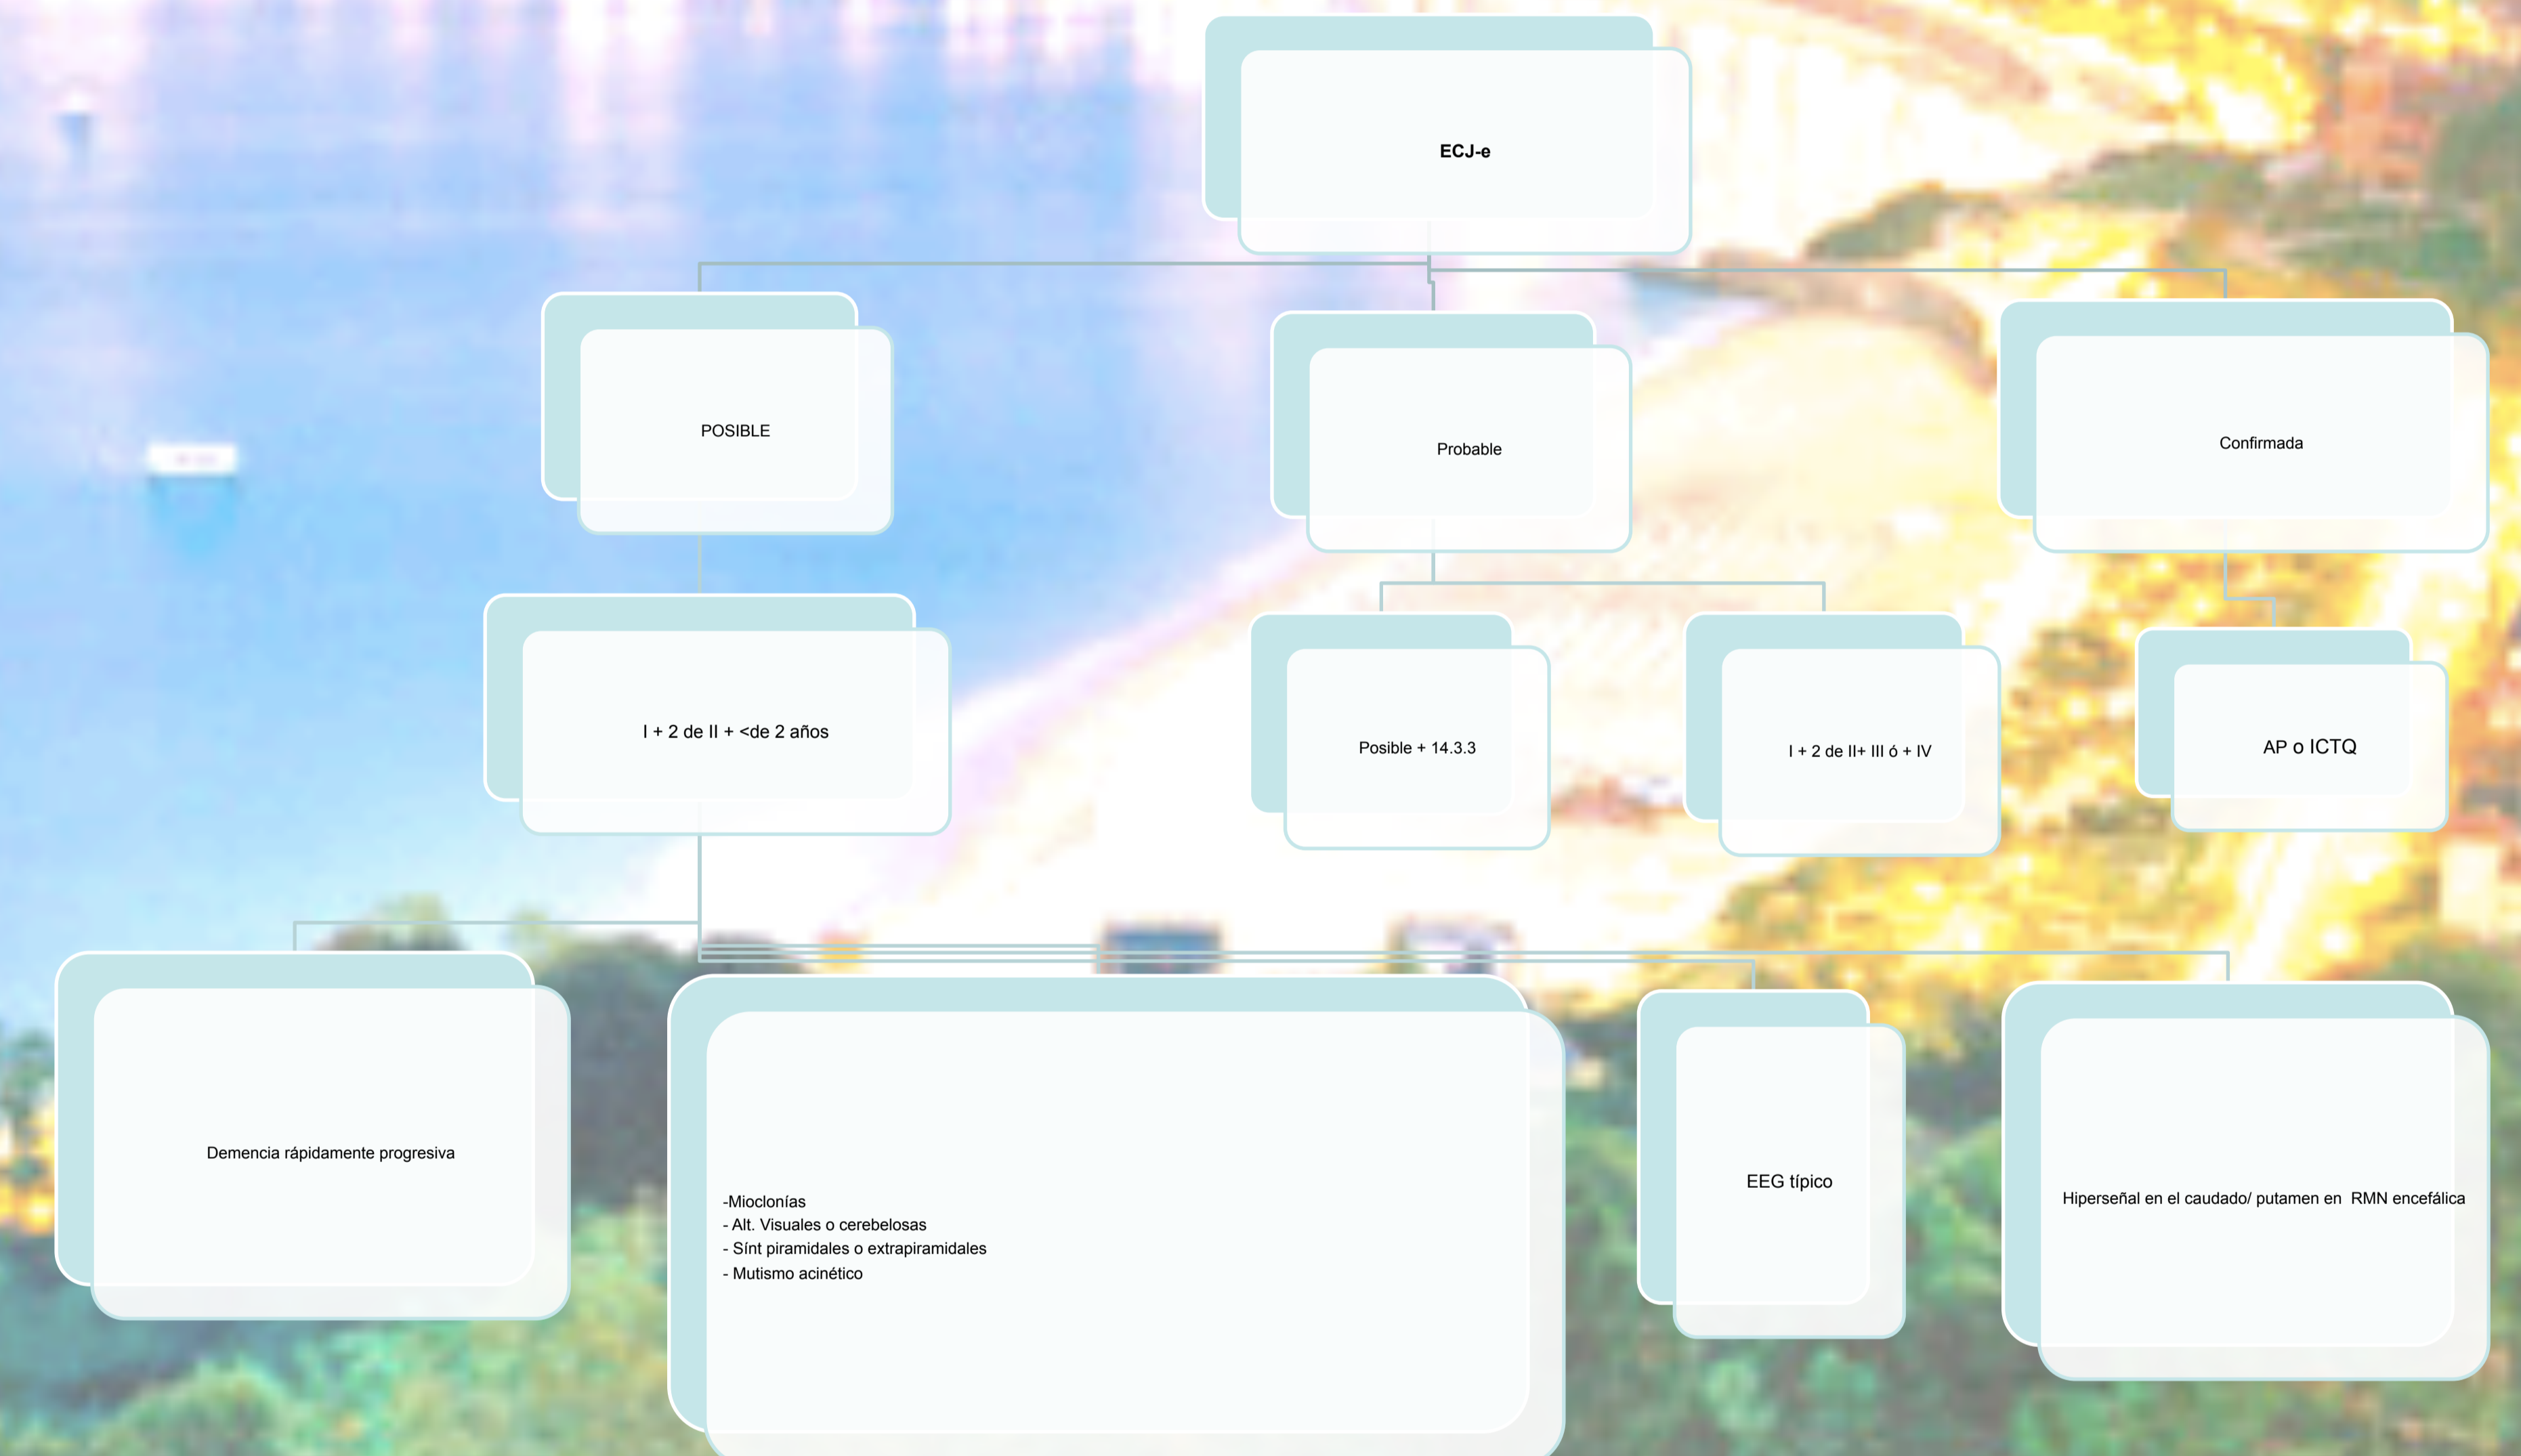 ECJ-e
POSIBLE
Probable
Confirmada
I + 2 de II + <de 2 años
Posible + 14.3.3
I + 2 de II+ III ó + IV
AP o ICTQ
Demencia rápidamente progresiva
-Mioclonías
- Alt. Visuales o cerebelosas
- Sínt piramidales o extrapiramidales
- Mutismo acinético
EEG típico
Hiperseñal en el caudado/ putamen en  RMN encefálica